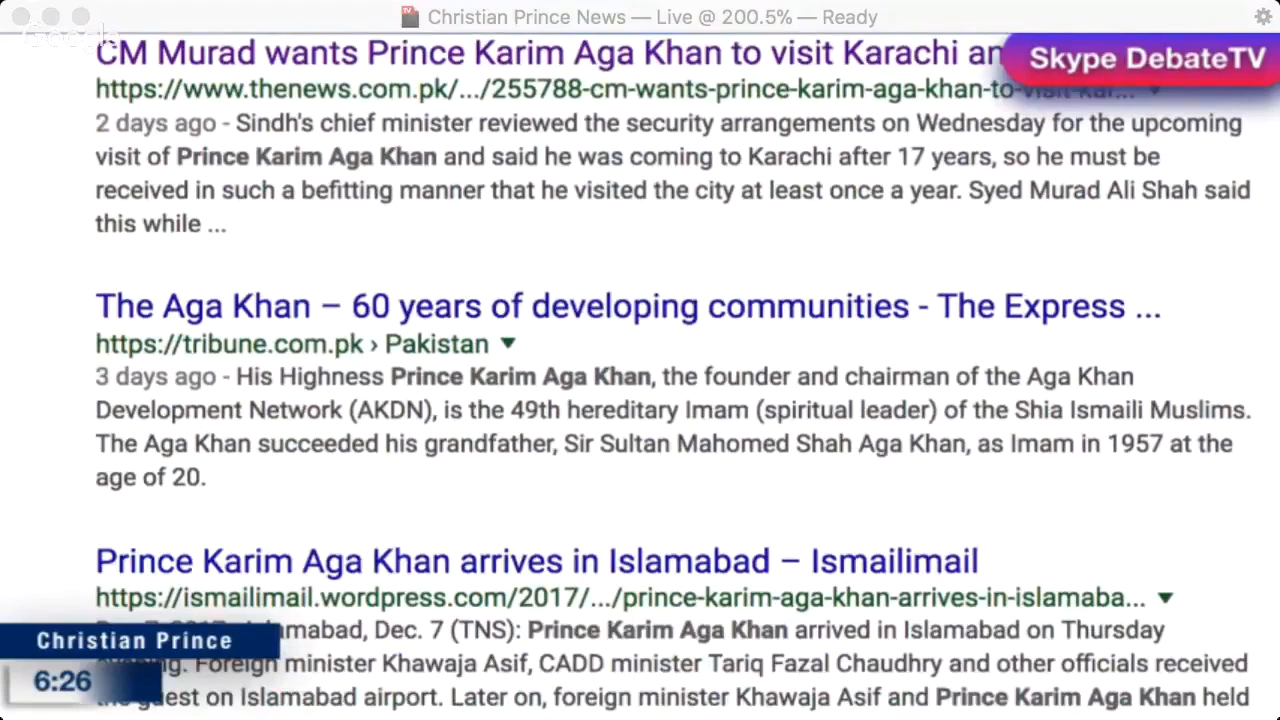 Christian Prince News — Live @ 200.5% — Ready
Google
CM Murad wants Prince Karim Aga Khan to visit Karachi an
Skype DebateTV
https://www.thenews.com.pk/.../255788-cm-wants-prince-karim-aga-khan-to-visit-kar...
2 days ago - Sindh's chief minister reviewed the security arrangements on Wednesday for the upcoming
visit of Prince Karim Aga Khan and said he was coming to Karachi after 17 years, so he must be
received in such a befitting manner that he visited the city at least once a year. Syed Murad Ali Shah said
this while ...
The Aga Khan – 60 years of developing communities - The Express ...
https://tribune.com.pk › Pakistan
3 days ago - His Highness Prince Karim Aga Khan, the founder and chairman of the Aga Khan
Development Network (AKDN), is the 49th hereditary Imam (spiritual leader) of the Shia Ismaili Muslims.
The Aga Khan succeeded his grandfather, Sir Sultan Mahomed Shah Aga Khan, as Imam in 1957 at the
age of 20.
Prince Karim Aga Khan arrives in Islamabad – Ismailimail
https://ismailimail.wordpress.com/2017/.../prince-karim-aga-khan-arrives-in-islamaba...
amabad, Dec. 7 (TNS): Prince Karim Aga Khan arrived in Islamabad on Thursday
Christian Prince
evening. Foreign minister Khawaja Asif, CADD minister Tariq Fazal Chaudhry and other officials received
6:26
guest on Islamabad airport. Later on, foreign minister Khawaja Asif and Prince Karim Aga Khan held